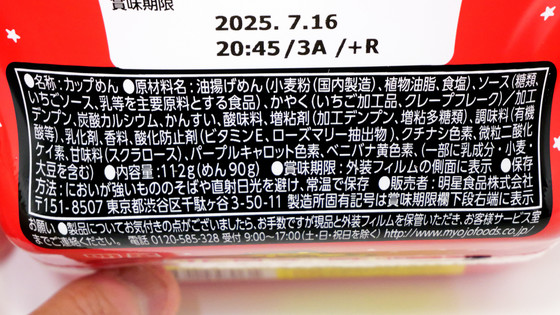 賞味期限
2025. 7.16
20:45/3A /+R
●名称:カップめん ●原材料名:油揚げめん(小麦粉(国内製造)、植物油脂、食塩)、ソース(糖類、
いちごソース、乳等を主要原料とする食品)、かやく(いちご加工品、クレープフレーク)/加工
デンプン、炭酸カルシウム、かんすい、酸味料、増粘剤(加工デンプン、増粘多糖類)、調味料(有機
酸等)、乳化剤、香料、酸化防止剤(ビタミンE、ローズマリー抽出物)、クチナシ色素、微粒二酸化
ケイ素、甘味料(スクラロース)、パープルキャロット色素、ベニバナ黄色素、(一部に乳成分・小麦・
大豆を含む) ●内容量:112g(めん90g) ●賞味期限:外装フィルムの側面に表示 ●保存
方法:においが強いもののそばや直射日光を避け、常温で保存 ●販売者:明星食品株式会社
〒151-8507 東京都渋谷区千駄ヶ谷3-50-11 製造所固有記号は賞味期限欄下段右端に表示
お願い ●製品についてお気付きの点がございましたら、お手数ですが現品と外装フィルムを保管いただき、お客様サービス室
までご連絡ください。 電話 0120-585-328 受付 9:00~17:00(土・日・祝日を除く) http://www.myojofoods.co.jp/